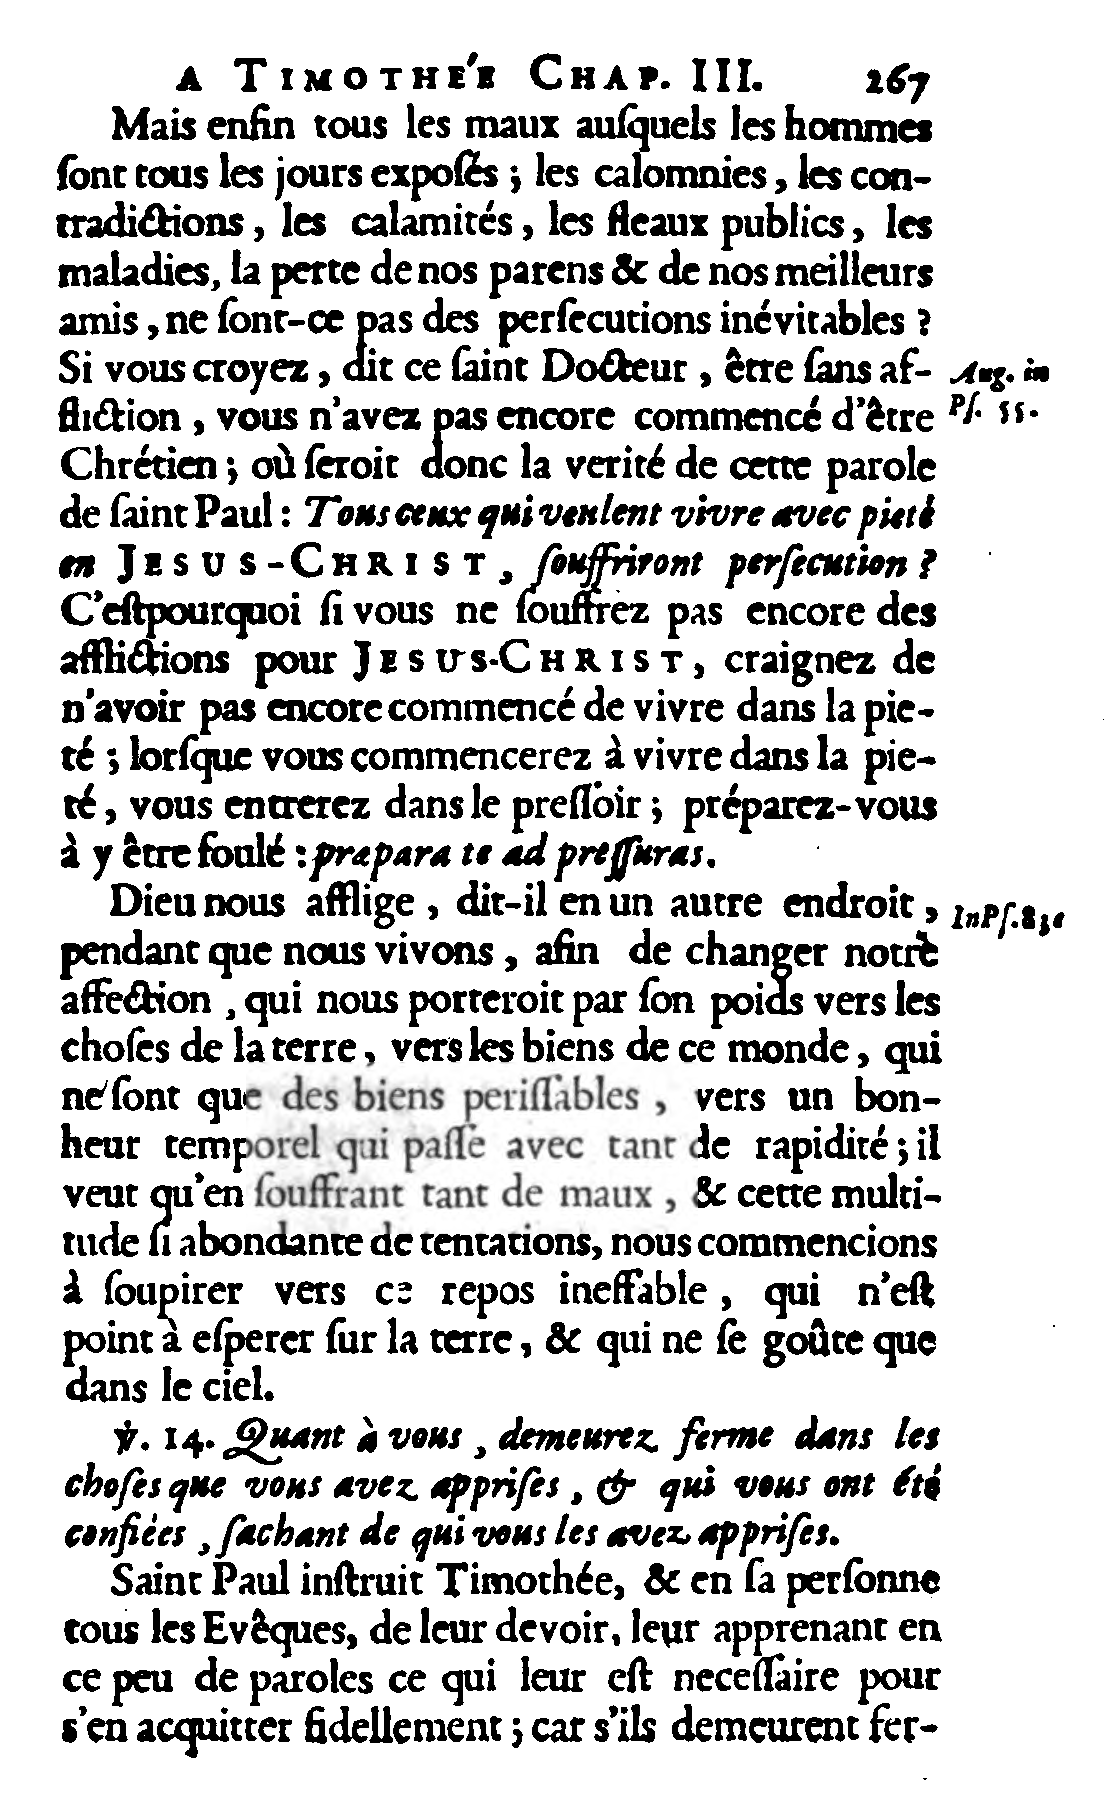 A TIMOTHE'E CHAP. III. 267
Mais enfin tous les maux auſquels les hommes
ſont tous les jours expoſés ; les calomnies, les con-
tradictions, les calamités, les fleaux publics, les
maladies, la perte de nos parens & de nos meilleurs
amis, ne ſont-ce pas des perſecutions inévitables ?
Si vous croyez, dit ce ſaint Docteur, être ſans af-
Aug. in
fliction, vous n'avez pas encore commencé d'être
Pſ. 55.
Chrétien ; où ſeroit donc la verité de cette parole
de ſaint Paul : Tous ceux qui veulent vivre avec pieté
en JESUS-CHRIST, ſouffriront perſecution ?
C'eſtpourquoi ſi vous ne ſouffrez pas encore des
afflictions pour JESUS-CHRIST, craignez de
n'avoir pas encore commencé de vivre dans la pie-
té ; lorſque vous commencerez à vivre dans la pie-
té, vous entrerez dans le preſſoir ; préparez-vous
à y être foulé : præpara te ad preſſuras.
Dieu nous afflige, dit-il en un autre endroit,
In Pſ. 83.
pendant que nous vivons, afin de changer notre
affection, qui nous porteroit par ſon poids vers les
choſes de la terre, vers les biens de ce monde, qui
ne ſont que des biens periſſables, vers un bon-
heur temporel qui paſſe avec tant de rapidité ; il
veut qu'en ſouffrant tant de maux, & cette multi-
tude ſi abondante de tentations, nous commencions
à ſoupirer vers ce repos ineffable, qui n'eſt
point à eſperer ſur la terre, & qui ne ſe goûte que
dans le ciel.
℣. 14. Quant à vous, demeurez ferme dans les
choſes que vous avez appriſes, & qui vous ont été
confiées, ſachant de qui vous les avez appriſes.
Saint Paul inſtruit Timothée, & en ſa perſonne
tous les Evêques, de leur devoir, leur apprenant en
ce peu de paroles ce qui leur eſt neceſſaire pour
s'en acquitter fidellement ; car s'ils demeurent fer-